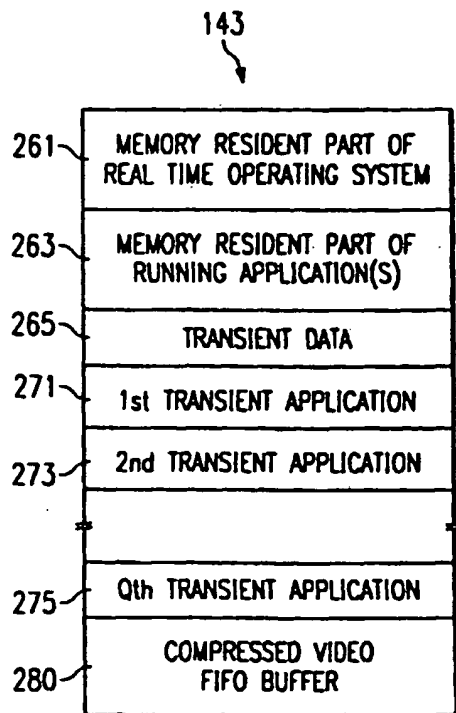 143
261
MEMORY RESIDENT PART OF
REAL TIME OPERATING SYSTEM
263
MEMORY RESIDENT PART OF
RUNNING APPLICATION(S)
265
TRANSIENT DATA
271
1st TRANSIENT APPLICATION
273
2nd TRANSIENT APPLICATION
275
Qth TRANSIENT APPLICATION
280
COMPRESSED VIDEO
FIFO BUFFER